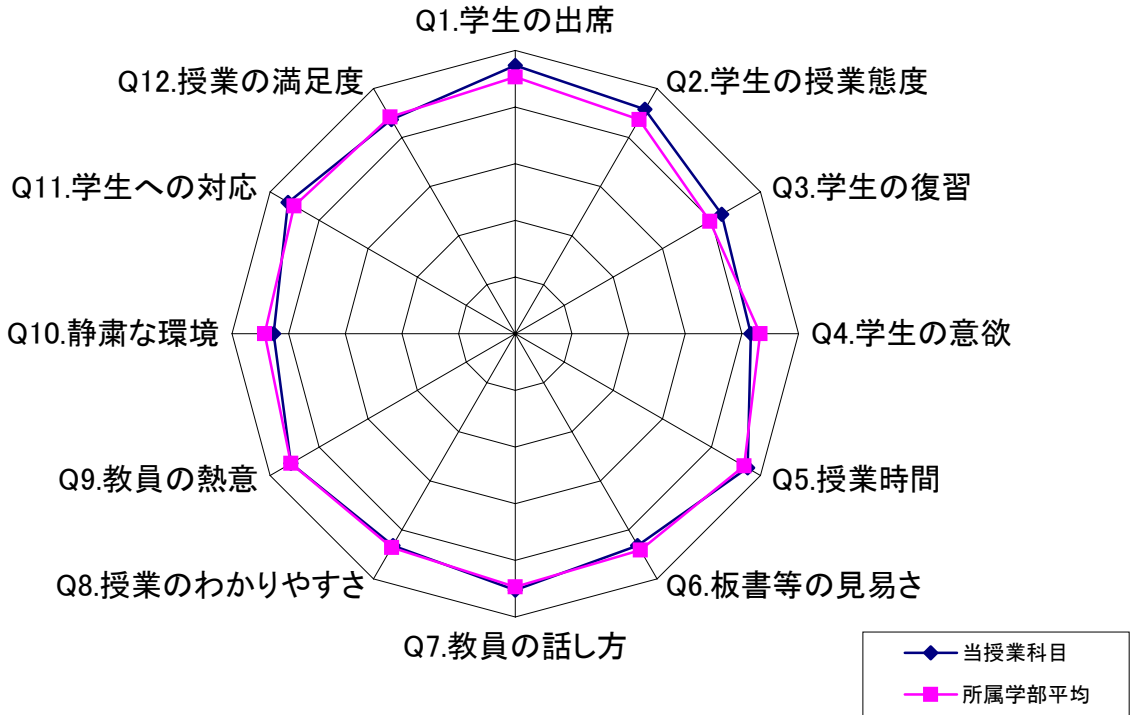 Q1.学生の出席
Q2.学生の授業態度
Q3.学生の復習
Q4.学生の意欲
Q5.授業時間
Q6.板書等の見易さ
Q7.教員の話し方
Q8.授業のわかりやすさ
Q9.教員の熱意
Q10.静粛な環境
Q11.学生への対応
Q12.授業の満足度
当授業科目
所属学部平均